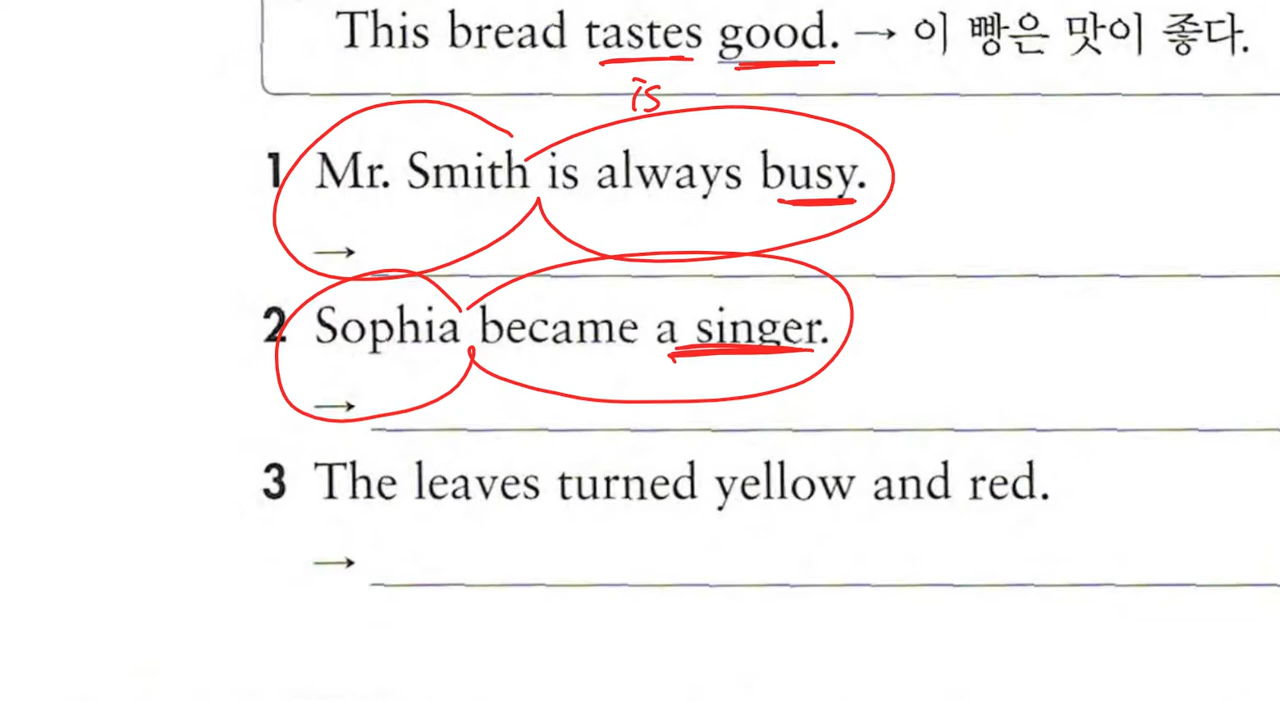 This bread tastes good. → 이 빵은 맛이 좋다.
is
1 Mr. Smith is always busy.
→
2 Sophia became a singer.
→
3 The leaves turned yellow and red.
→